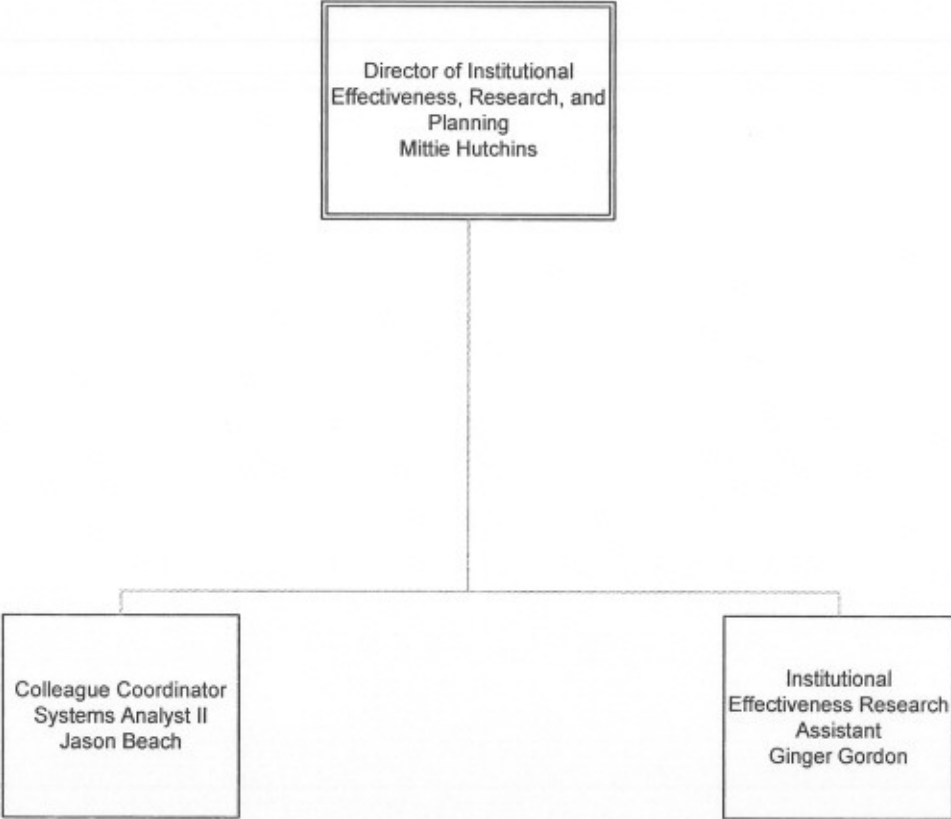 Director of Institutional
Effectiveness, Research, and
Planning
Mittie Hutchins
Colleague Coordinator
Systems Analyst II
Jason Beach
Institutional
Effectiveness Research
Assistant
Ginger Gordon